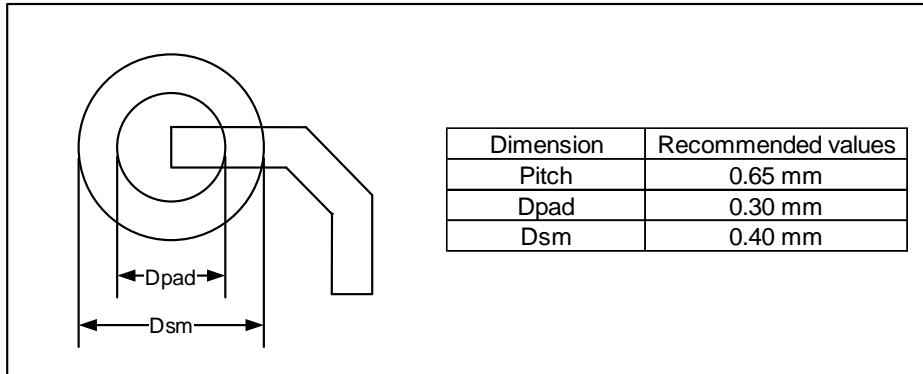 Dpad
Dsm
Dimension Recommended values
Pitch 0.65 mm
Dpad 0.30 mm
Dsm 0.40 mm